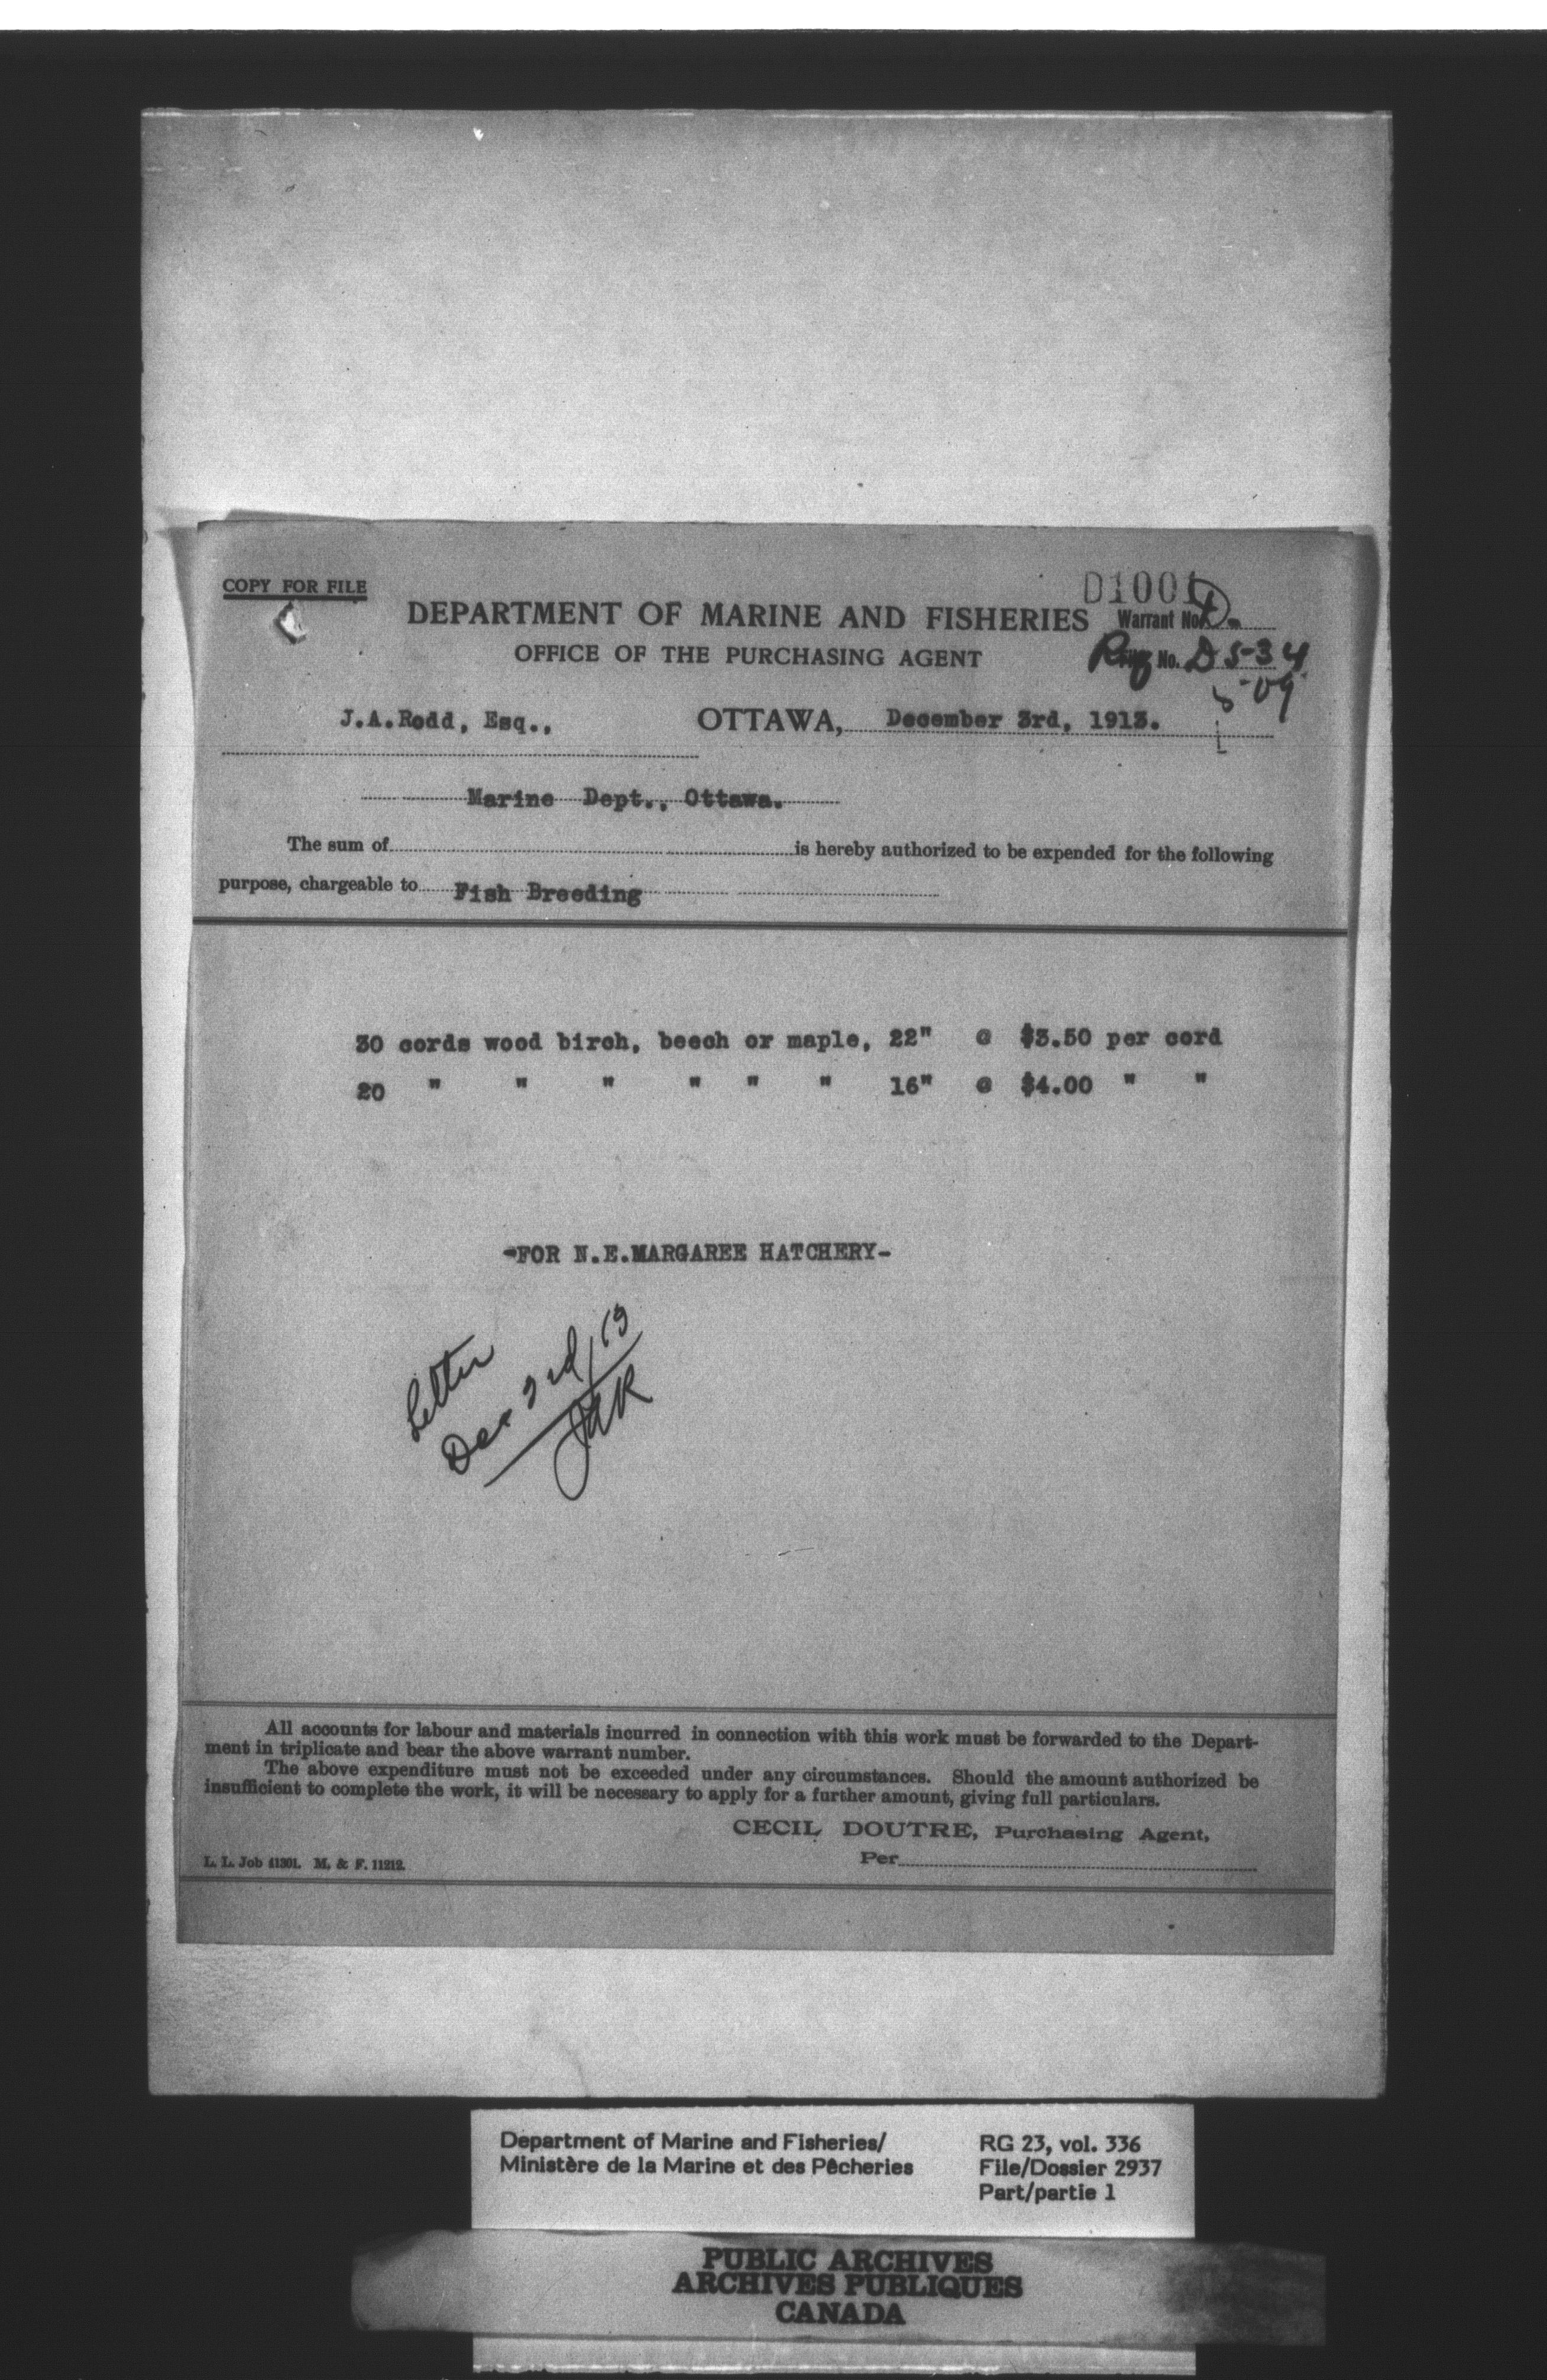 COPY FOR FILE
D1001
DEPARTMENT OF MARINE AND FISHERIES Warrant No.
OFFICE OF THE PURCHASING AGENT
Req No. D 5-34
509
J.A.Rodd, Esq.,
OTTAWA, December 3rd, 1913.
Marine Dept., Ottawa.
The sum of is hereby authorized to be expended for the following
purpose, chargeable to Fish Breeding
30 cords wood birch, beech or maple, 22" @ $3.50 per cord
20 " " " " " " 16" @ $4.00 " "
-FOR N.E.MARGAREE HATCHERY-
Letter
Dec 3rd/13
JAR
All accounts for labour and materials incurred in connection with this work must be forwarded to the Depart-
ment in triplicate and bear the above warrant number.
The above expenditure must not be exceeded under any circumstances. Should the amount authorized be
insufficient to complete the work, it will be necessary to apply for a further amount, giving full particulars.
CECIL DOUTRE, Purchasing Agent,
Per
L. L. Job 41301. M. & F. 11212.
Department of Marine and Fisheries/
Ministère de la Marine et des Pêcheries
RG 23, vol. 336
File/Dossier 2937
Part/partie 1
PUBLIC ARCHIVES
ARCHIVES PUBLIQUES
CANADA